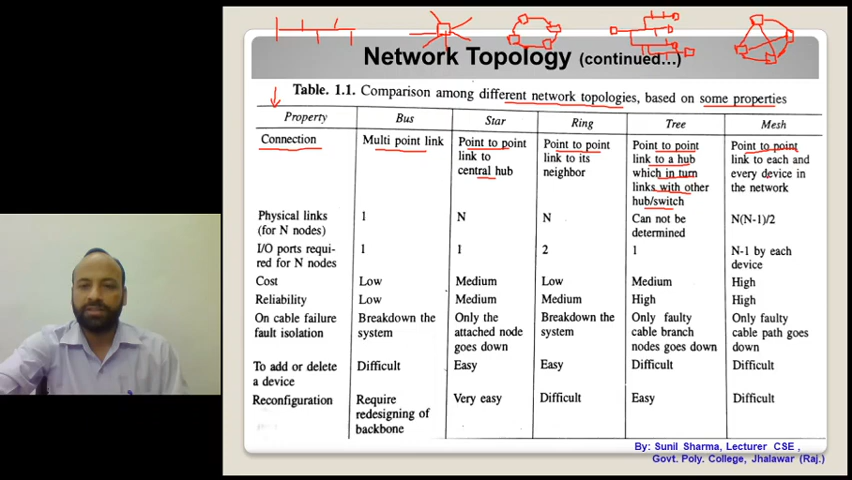 Network Topology (continued...)
Table. 1.1. Comparison among different network topologies, based on some properties
Property Bus Star Ring Tree Mesh
Connection Multi point link Point to point link to central hub Point to point link to its neighbor Point to point link to a hub which in turn links with other hub/switch Point to point link to each and every device in the network
Physical links (for N nodes) 1 N N Can not be determined N(N-1)/2
I/O ports requi-red for N nodes 1 1 2 1 N-1 by each device
Cost Low Medium Low Medium High
Reliability Low Medium Medium High High
On cable failure fault isolation Breakdown the system Only the attached node goes down Breakdown the system Only faulty cable branch nodes goes down Only faulty cable path goes down
To add or delete a device Difficult Easy Easy Difficult Difficult
Reconfiguration Require redesigning of backbone Very easy Difficult Easy Difficult
By: Sunil Sharma, Lecturer CSE ,
Govt. Poly. College, Jhalawar (Raj.)